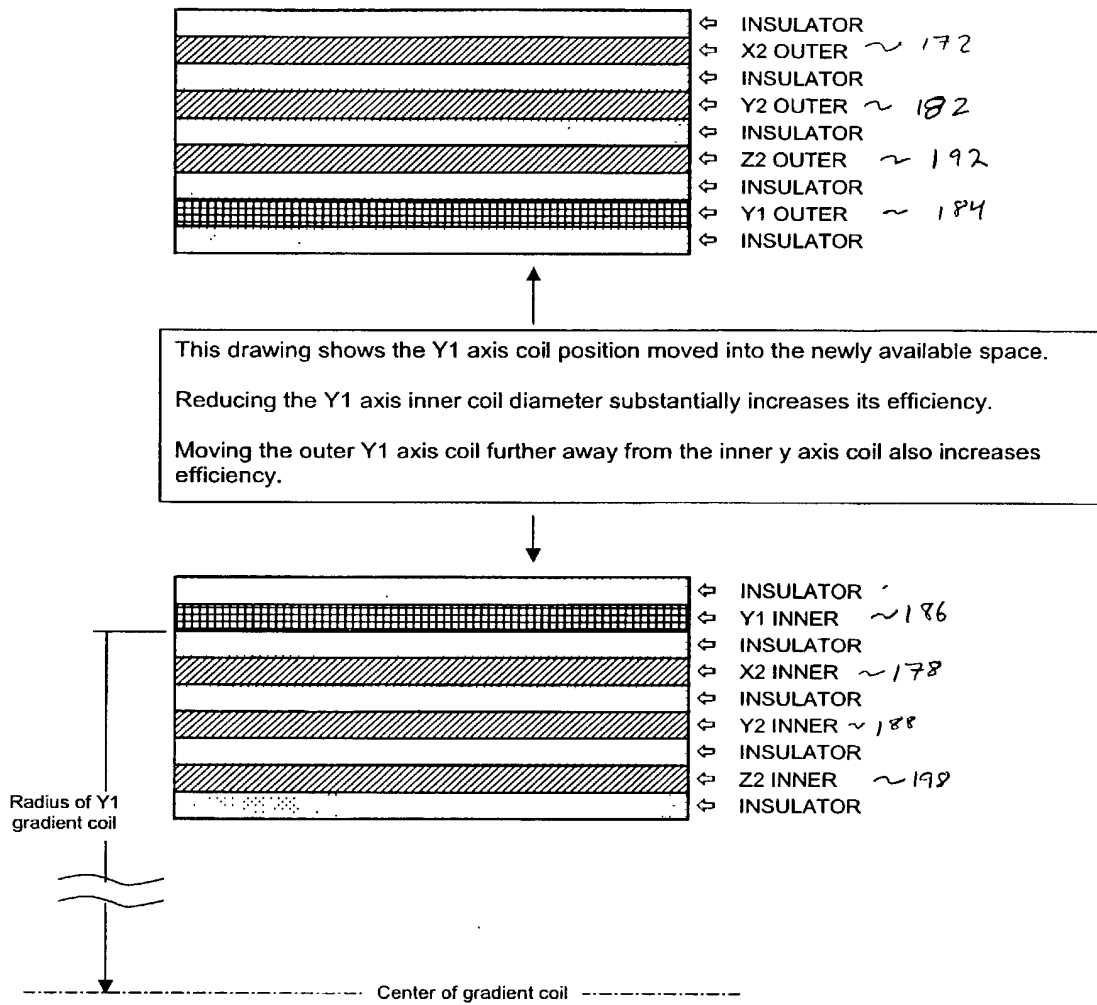 INSULATOR
X2 OUTER ~ 172
INSULATOR
Y2 OUTER ~ 182
INSULATOR
Z2 OUTER ~ 192
INSULATOR
Y1 OUTER ~ 184
INSULATOR
This drawing shows the Y1 axis coil position moved into the newly available space.
Reducing the Y1 axis inner coil diameter substantially increases its efficiency.
Moving the outer Y1 axis coil further away from the inner y axis coil also increases
efficiency.
INSULATOR
Y1 INNER ~186
INSULATOR
X2 INNER ~178
INSULATOR
Y2 INNER ~188
INSULATOR
Z2 INNER ~198
INSULATOR
Radius of Y1
gradient coil
Center of gradient coil